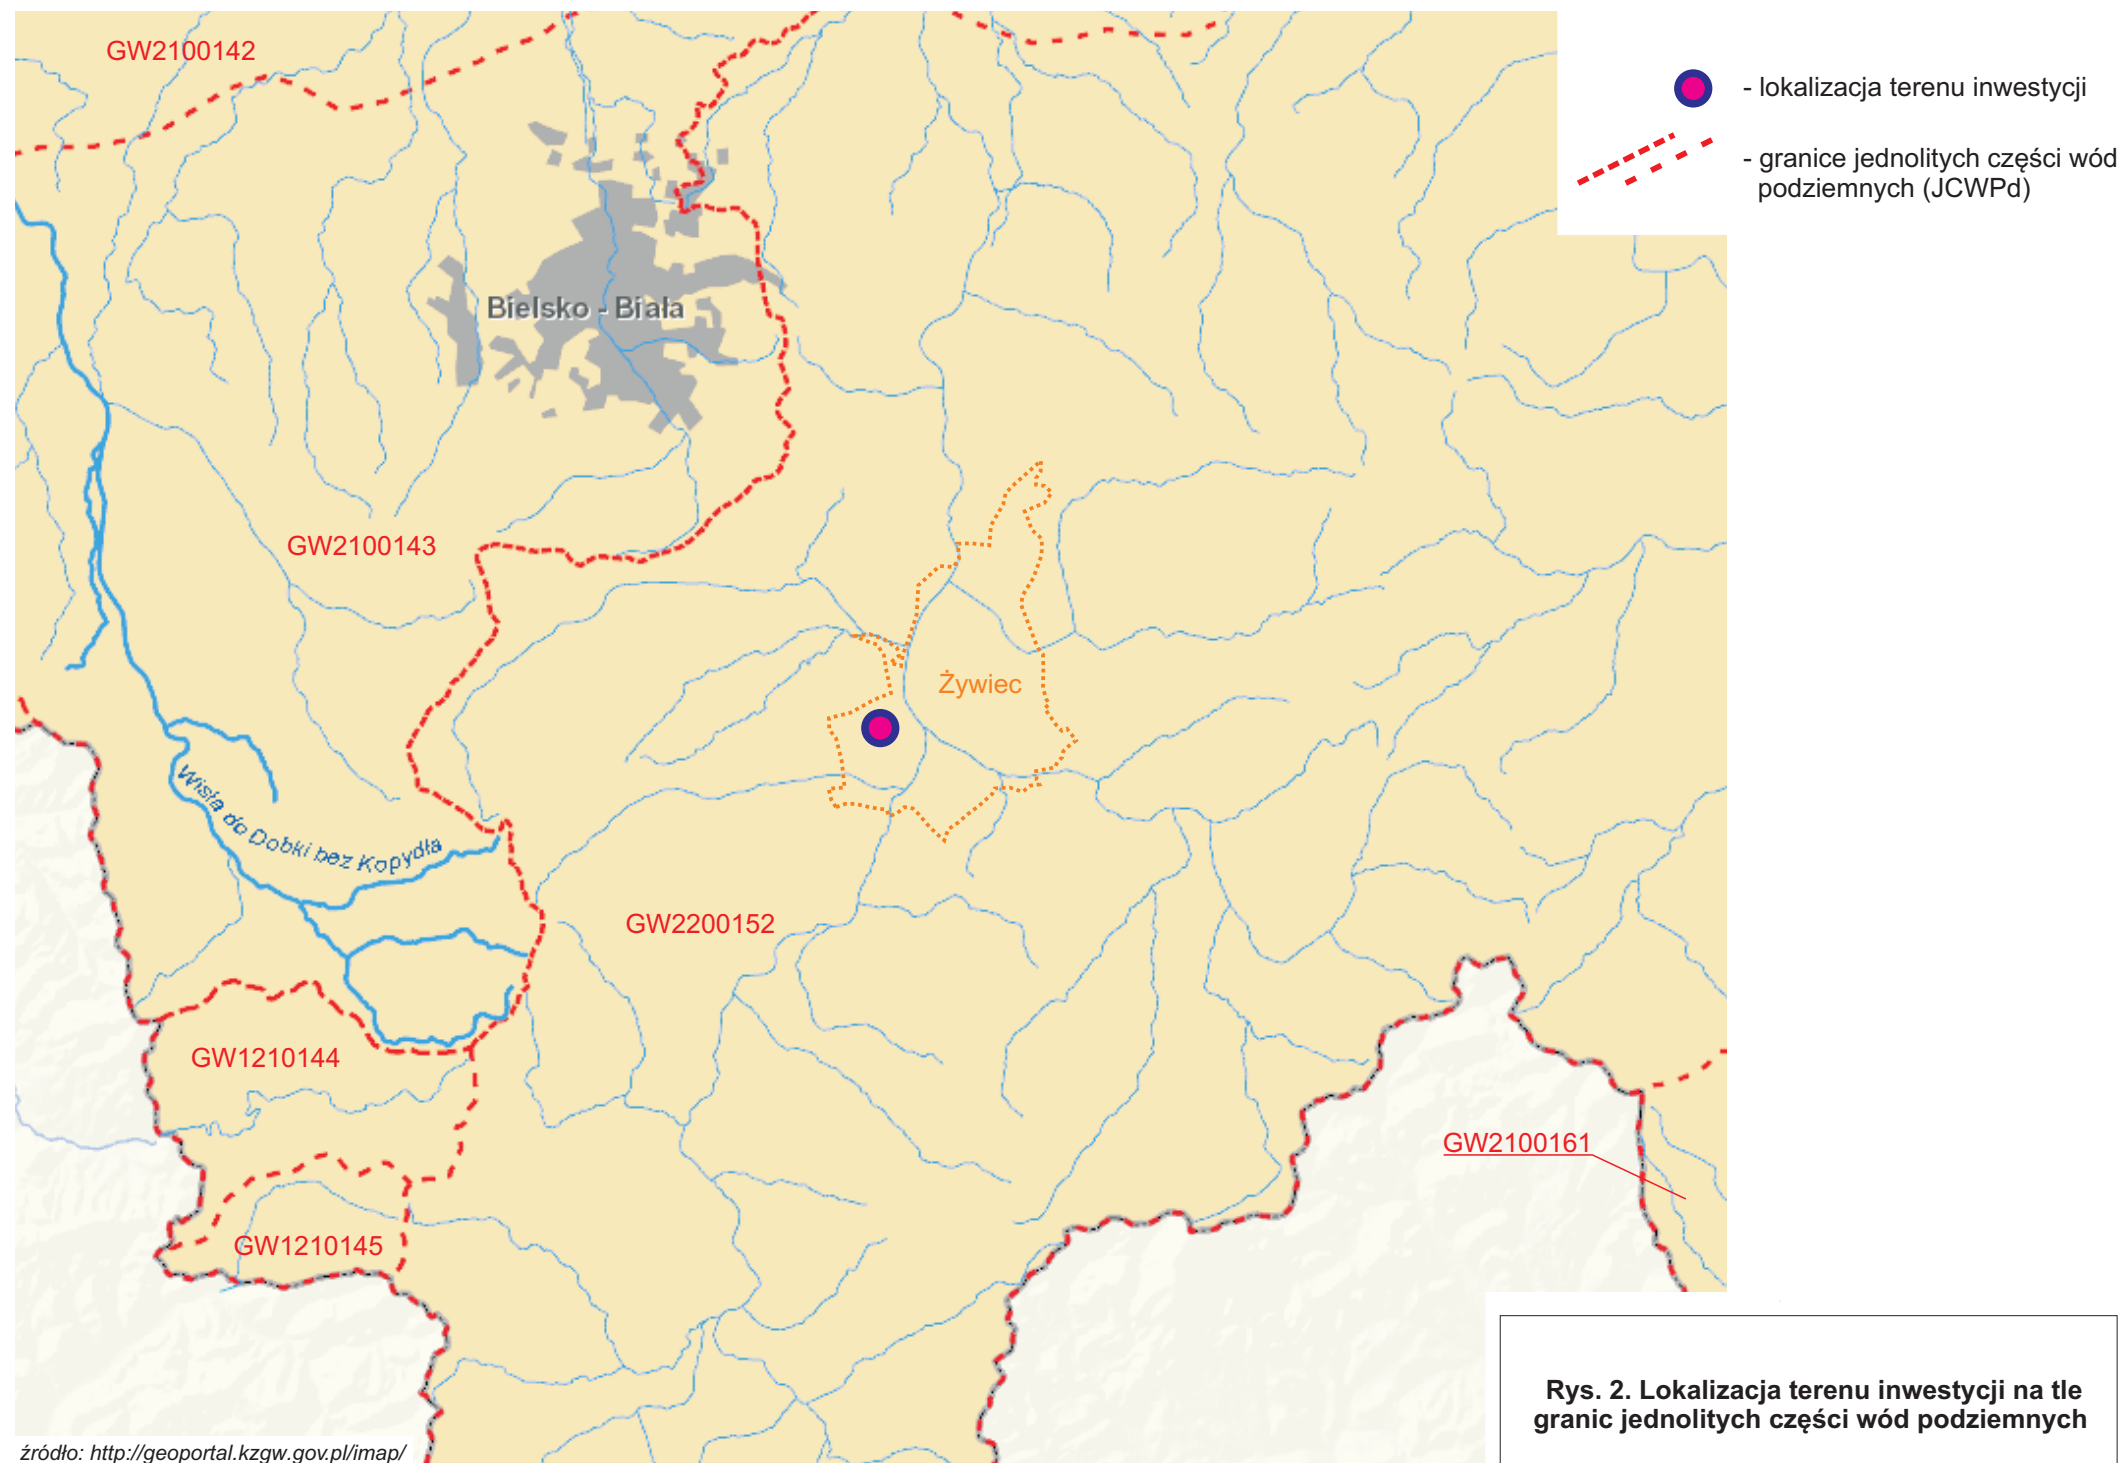 GW2100142
- lokalizacja terenu inwestycji
- granice jednolitych części wód
podziemnych (JCWPd)
Bielsko - Biała
GW2100143
Żywiec
Wisła do Dobki bez Kopydła
GW2200152
GW1210144
GW2100161
GW1210145
Rys. 2. Lokalizacja terenu inwestycji na tle
granic jednolitych części wód podziemnych
źródło: http://geoportal.kzgw.gov.pl/imap/